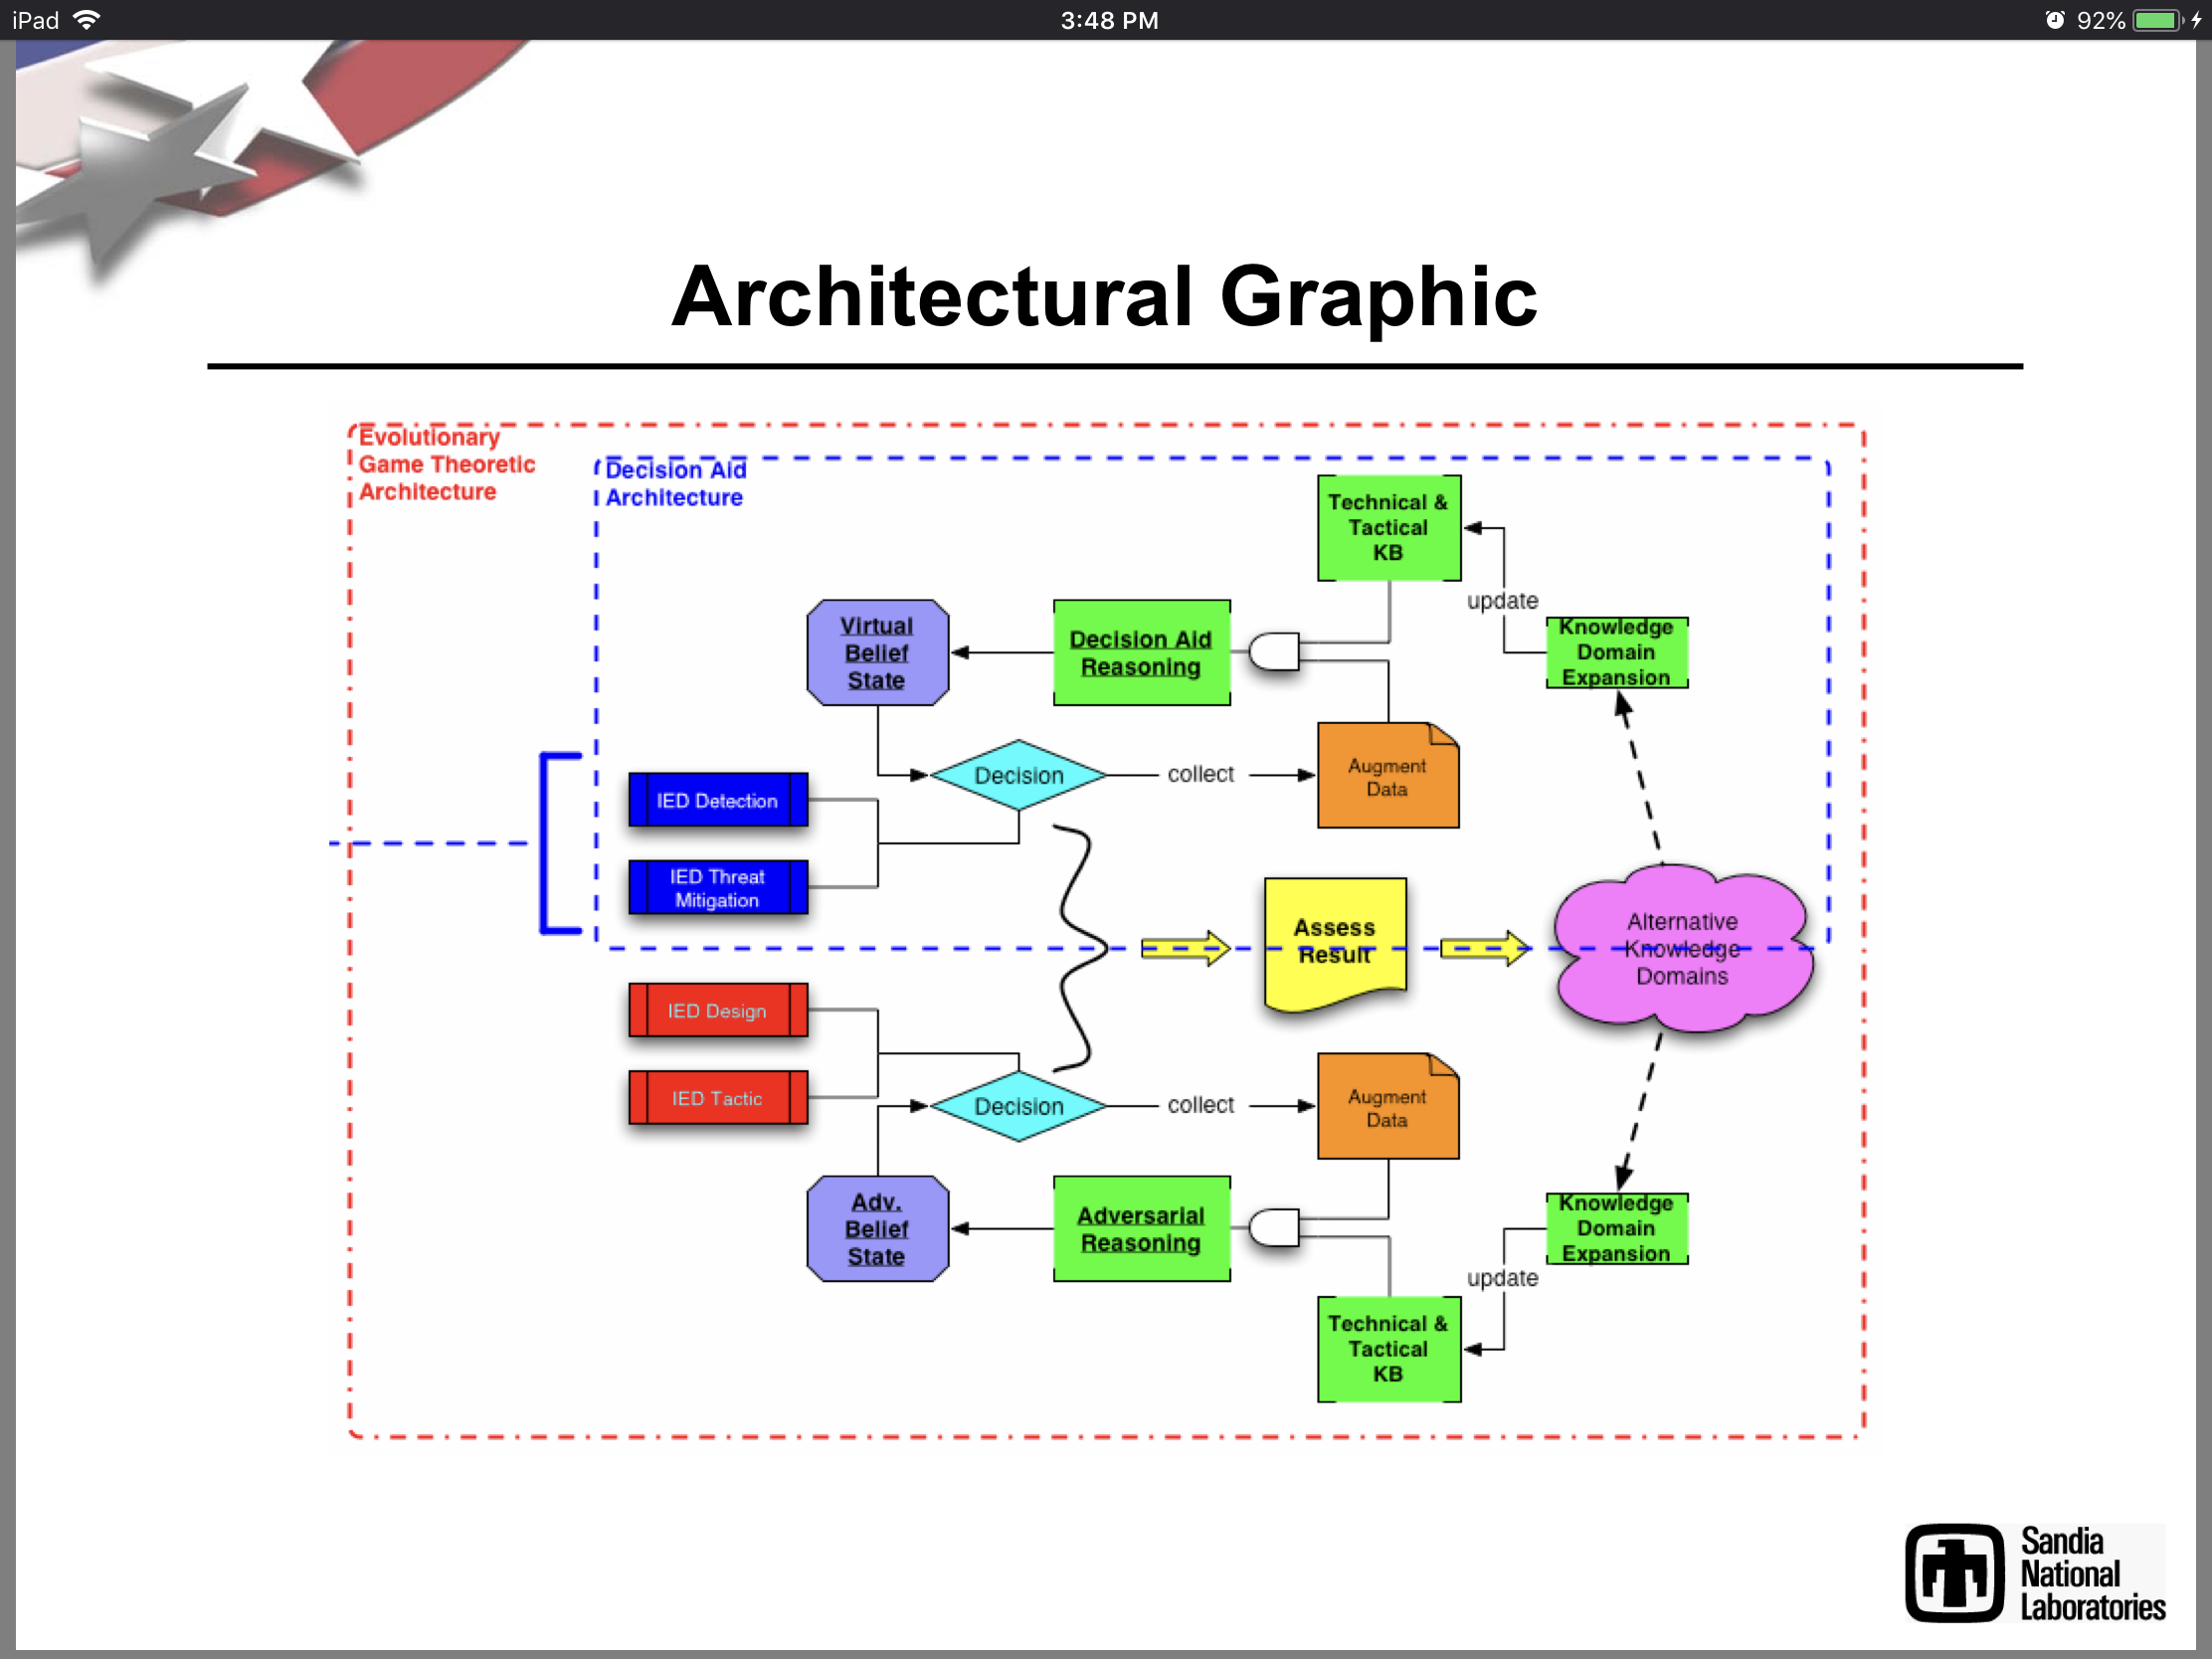 iPad
3:48 PM
92%
Architectural Graphic
Evolutionary
Game Theoretic
Architecture
Decision Aid
Architecture
Technical &
Tactical
KB
update
Knowledge
Domain
Expansion
Virtual
Belief
State
Decision Aid
Reasoning
Decision
collect
Augment
Data
IED Detection
IED Threat
Mitigation
Assess
Result
Alternative
Knowledge
Domains
IED Design
IED Tactic
Decision
collect
Augment
Data
Adv.
Belief
State
Adversarial
Reasoning
Knowledge
Domain
Expansion
update
Technical &
Tactical
KB
Sandia
National
Laboratories